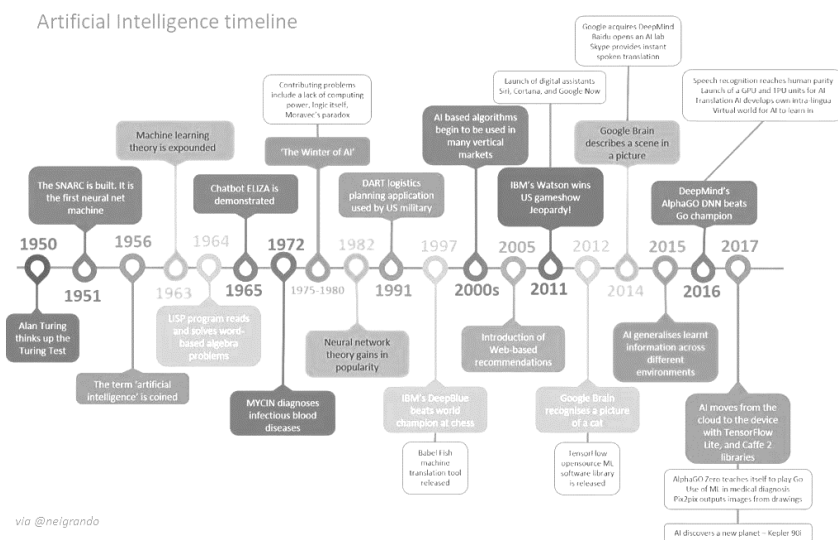 Artificial Intelligence timeline
Google acquires DeepMind
Baidu opens an AI lab
Skype provides instant
spoken translation
Contributing problems
include a lack of computing
power, logic itself,
Moravec's paradox
Launch of digital assistants
Siri, Cortana, and Google Now
Speech recognition reaches human parity
Launch of a GPU and TPU units for AI
Translation AI develops own intra-lingua
Virtual world for AI to learn in
Machine learning
theory is expounded
'The Winter of AI'
AI based algorithms
begin to be used in
many vertical
markets
Google Brain
describes a scene in
a picture
The SNARC is built. It is
the first neural net
machine
Chatbot ELIZA is
demonstrated
DART logistics
planning application
used by US military
IBM's Watson wins
US gameshow
Jeopardy!
DeepMind's
AlphaGO DNN beats
Go champion
1950
1956
1964
1972
1982
1997
2005
2012
2015
2017
1951
1963
1965
1975-1980
1991
2000s
2011
2014
2016
Alan Turing
thinks up the
Turing Test
The term 'artificial
intelligence' is coined
LISP program reads
and solves word-
based algebra
problems
MYCIN diagnoses
infectious blood
diseases
Neural network
theory gains in
popularity
IBM's DeepBlue
beats world
champion at chess
Babel Fish
machine
translation tool
released
Introduction of
Web-based
recommendations
Google Brain
recognises a picture
of a cat
TensorFlow
opensource ML
software library
is released
AI generalises learnt
information across
different
environments
AI moves from the
cloud to the device
with TensorFlow
Lite, and Caffe 2
libraries
AlphaGO Zero teaches itself to play Go
Use of ML in medical diagnosis
Pix2pix outputs images from drawings
AI discovers a new planet – Kepler 90i
via @neigrando